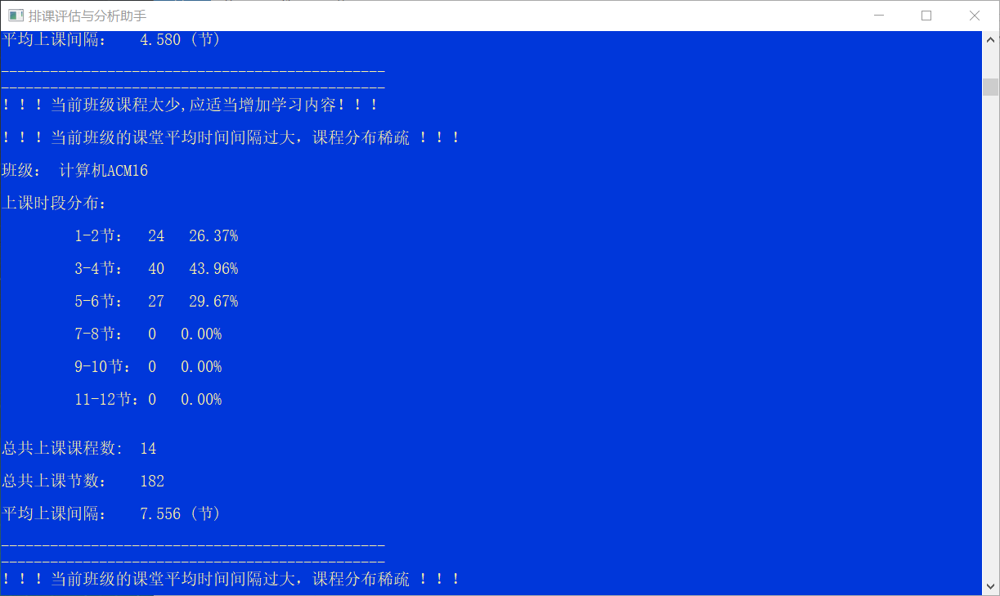 排课评估与分析助手
平均上课间隔： 4.580 (节)
_______________________________________________
_______________________________________________
！！！当前班级课程太少,应适当增加学习内容！！！
！！！当前班级的课堂平均时间间隔过大，课程分布稀疏 ！！！
班级： 计算机ACM16
上课时段分布：
1-2节： 24 26.37%
3-4节： 40 43.96%
5-6节： 27 29.67%
7-8节： 0 0.00%
9-10节： 0 0.00%
11-12节：0 0.00%
总共上课课程数: 14
总共上课节数： 182
平均上课间隔： 7.556 (节)
_______________________________________________
_______________________________________________
！！！当前班级的课堂平均时间间隔过大，课程分布稀疏 ！！！